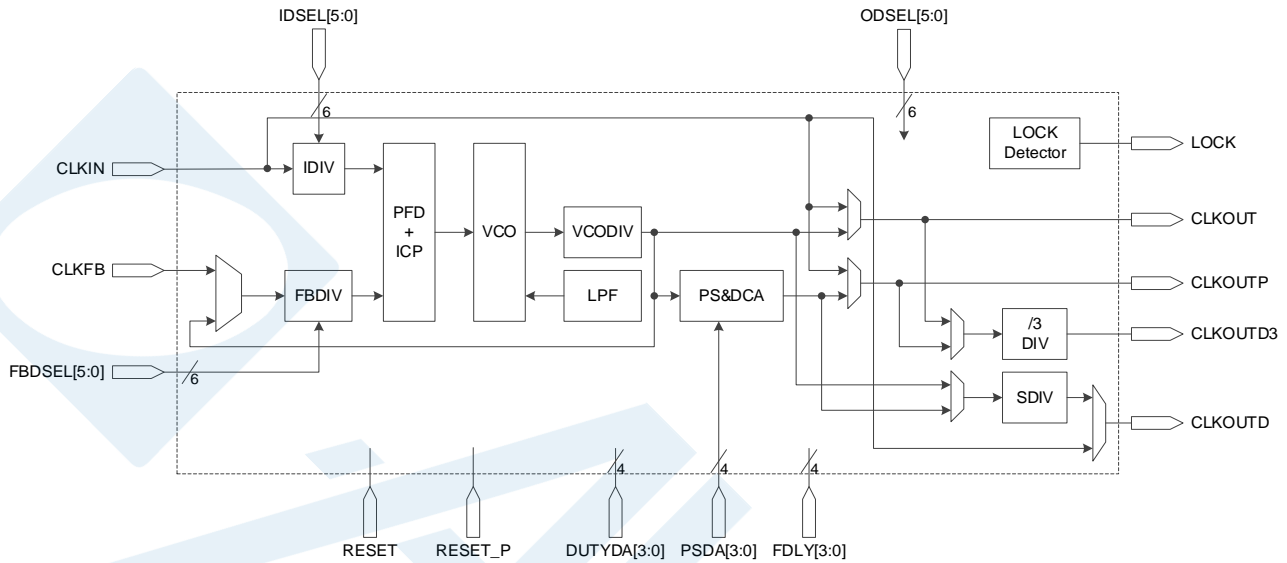 IDSEL[5:0]
ODSEL[5:0]
6
6
LOCK
Detector
LOCK
CLKIN
IDIV
PFD
+
ICP
VCO
VCODIV
CLKOUT
CLKFB
FBDIV
LPF
PS&DCA
CLKOUTP
/3
DIV
CLKOUTD3
FBDSEL[5:0]
6
SDIV
CLKOUTD
4
4
4
RESET
RESET_P
DUTYDA[3:0]
PSDA[3:0]
FDLY[3:0]